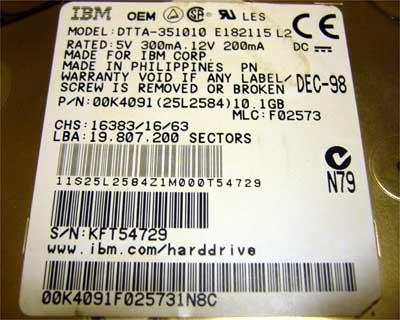 IBM OEM LES
MODEL: DTTA-351010 E182115 L2
RATED: 5V 300mA.12V 200mA
MADE FOR IBM CORP.
MADE IN PHILIPPINES PN
WARRANTY VOID IF ANY LABEL/ DEC-98
SCREW IS REMOVED OR BROKEN
P/N: 00K4091 (25L2584) 10.1GB
MLC: F02573
CHS: 16383/16/63
LBA: 19.807.200 SECTORS
11S25L2584Z1M000T54729
N79
S/N:KFT54729
www.ibm.com/harddrive
00K4091F025731N8C